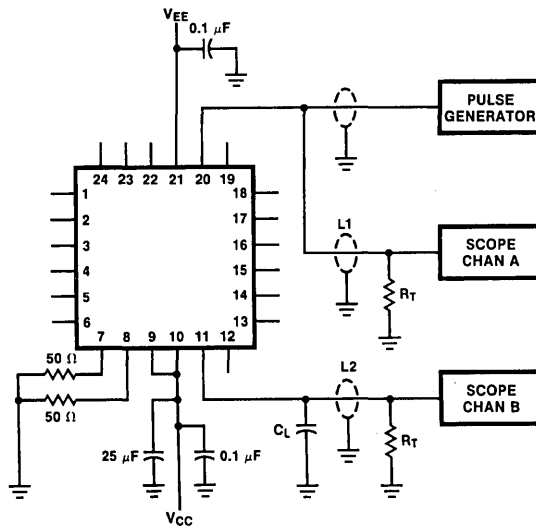 VEE
0.1 μF
PULSE
GENERATOR
24 23 22 21 20 19
1
2
3
4
5
6
18
17
16
15
14
13
7 8 9 10 11 12
L1
SCOPE
CHAN A
RT
50 Ω
50 Ω
L2
SCOPE
CHAN B
CL
RT
25 μF
0.1 μF
VCC